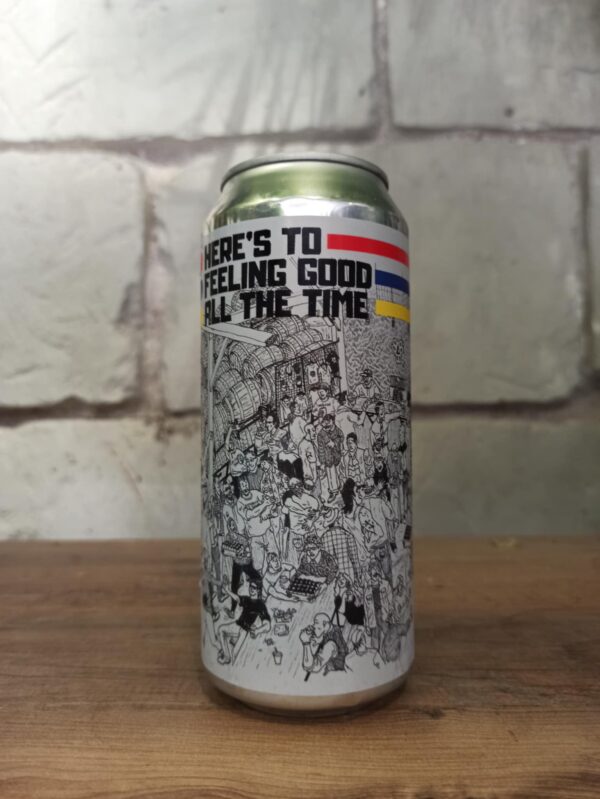 HERE'S TO
FEELING GOOD
ALL THE TIME